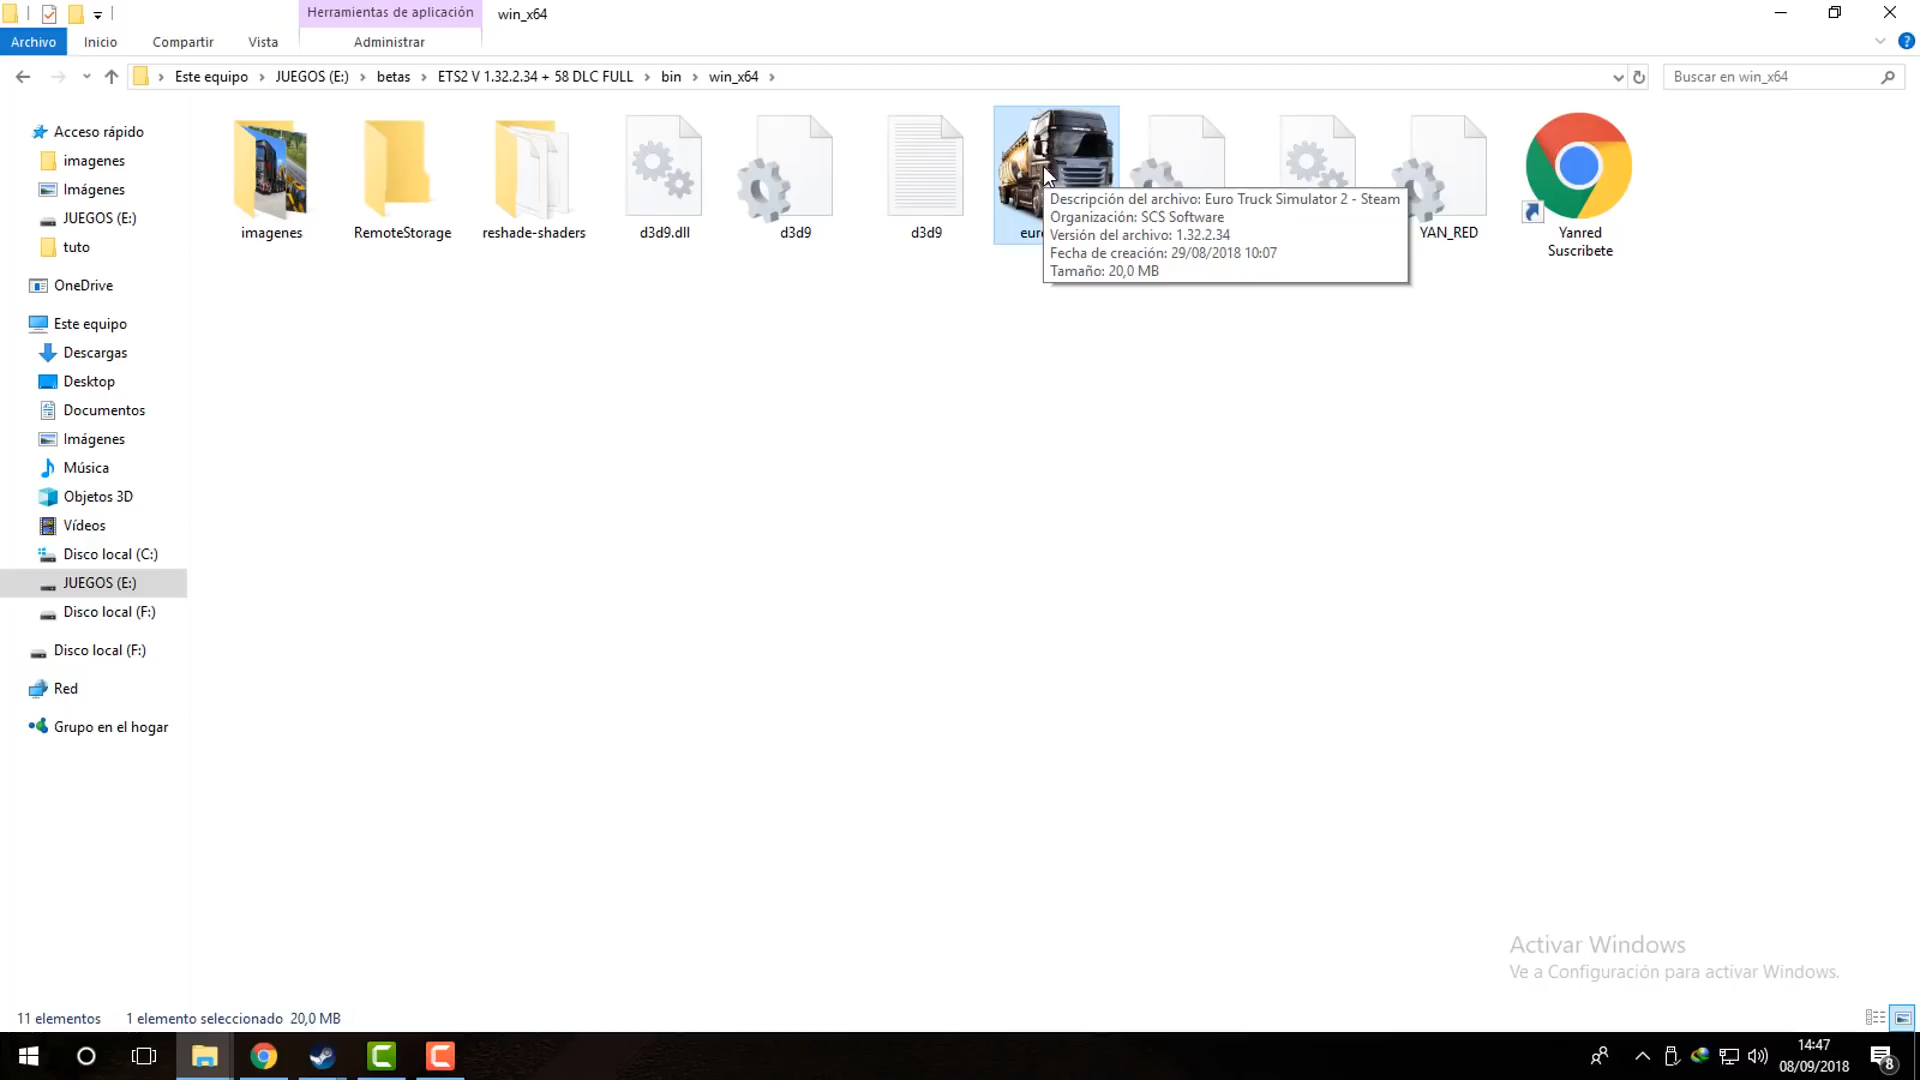 Herramientas de aplicación
win_x64
Archivo
Inicio
Compartir
Vista
Administrar
Este equipo
JUEGOS (E:)
betas
ETS2 V 1.32.2.34 + 58 DLC FULL
bin
win_x64
Buscar en win_x64
Acceso rápido
imagenes
Imágenes
JUEGOS (E:)
tuto
OneDrive
Este equipo
Descargas
Desktop
Documentos
Imágenes
Música
Objetos 3D
Vídeos
Disco local (C:)
JUEGOS (E:)
Disco local (F:)
Disco local (F:)
Red
Grupo en el hogar
imagenes
RemoteStorage
reshade-shaders
d3d9.dll
d3d9
d3d9
Descripción del archivo: Euro Truck Simulator 2 - Steam
Organización: SCS Software
Versión del archivo: 1.32.2.34
Fecha de creación: 29/08/2018 10:07
Tamaño: 20,0 MB
YAN_RED
Yanred
Suscribete
Activar Windows
Ve a Configuración para activar Windows.
11 elementos
1 elemento seleccionado 20,0 MB
14:47
08/09/2018
8